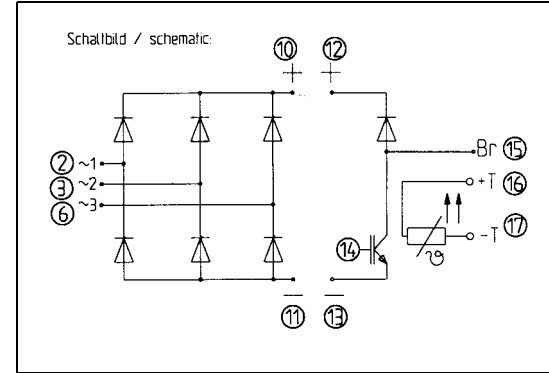 Schaltbild / schematic:
10 12
+ +
2 ~1
3 ~2
6 ~3
Br 15
+T 16
-T 17
14
ϑ
- -
11 13